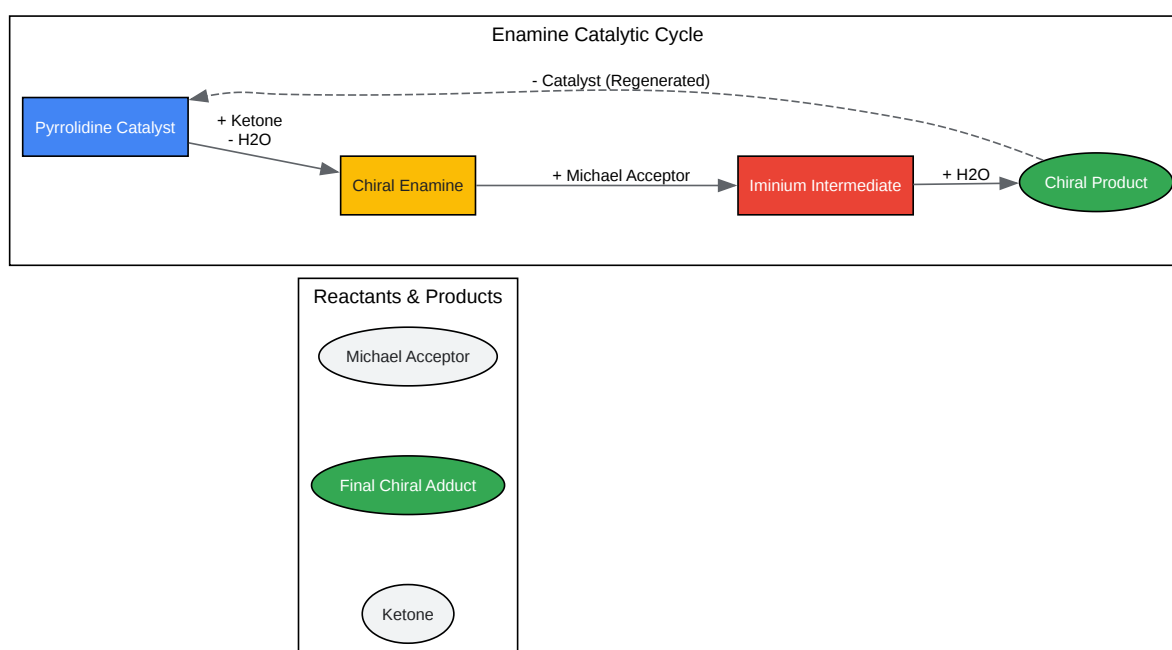 Enamine Catalytic Cycle
- Catalyst (Regenerated)
Pyrrolidine Catalyst
+ Ketone
- H2O
Chiral Enamine
+ Michael Acceptor
Iminium Intermediate
+ H2O
Chiral Product
Reactants & Products
Michael Acceptor
Final Chiral Adduct
Ketone